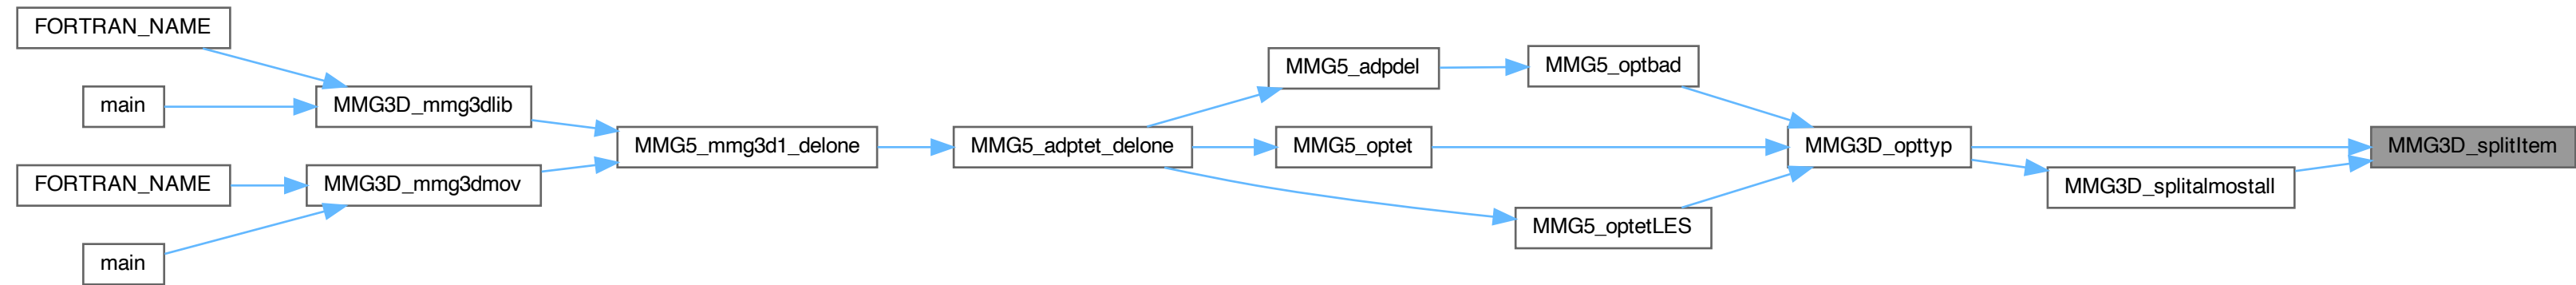 FORTRAN_NAME
main
MMG3D_mmg3dlib
FORTRAN_NAME
MMG3D_mmg3dmov
main
MMG5_mmg3d1_delone
MMG5_adptet_delone
MMG5_adpdel
MMG5_optet
MMG5_optbad
MMG5_optetLES
MMG3D_opttyp
MMG3D_splitalmostall
MMG3D_splitItem